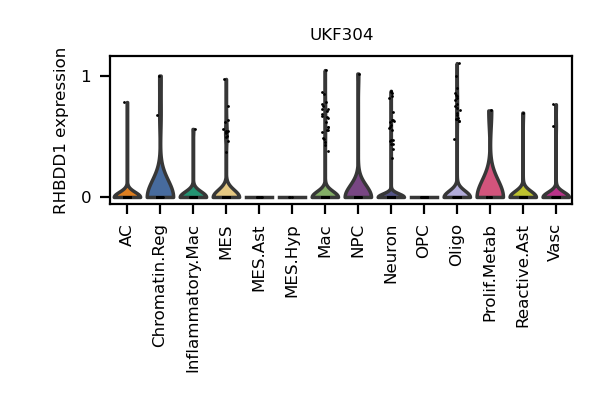 UKF304
RHBDD1 expression
1
0
AC
Chromatin.Reg
Inflammatory.Mac
MES
MES.Ast
MES.Hyp
Mac
NPC
Neuron
OPC
Oligo
Prolif.Metab
Reactive.Ast
Vasc